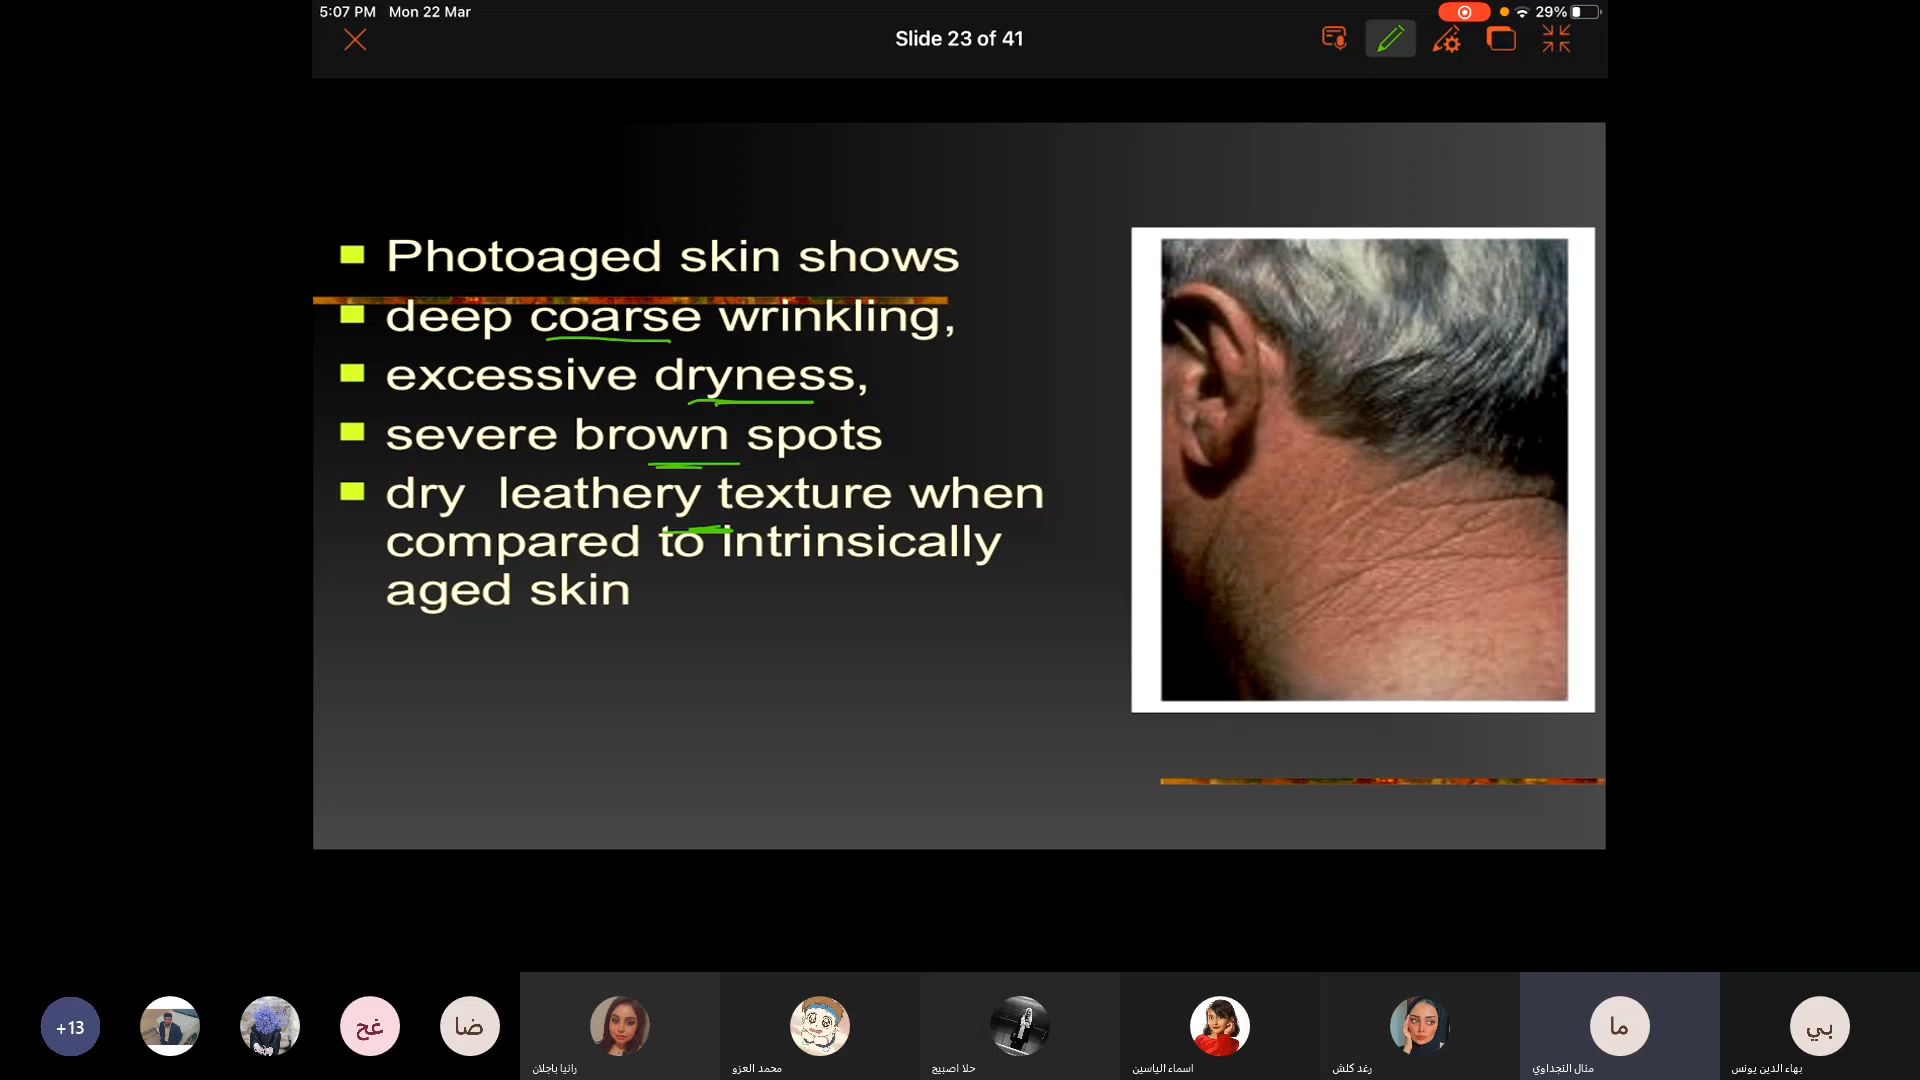 5:07 PM Mon 22 Mar
29%
Slide 23 of 41
Photoaged skin shows
deep coarse wrinkling,
excessive dryness,
severe brown spots
dry leathery texture when
compared to intrinsically
aged skin
+13
غح
ضا
ما
بي
رانيا باجلان
محمد العزو
حلا اصبيح
اسماء الياسين
رغد كلش
منال النجداوي
بهاء الدين يونس